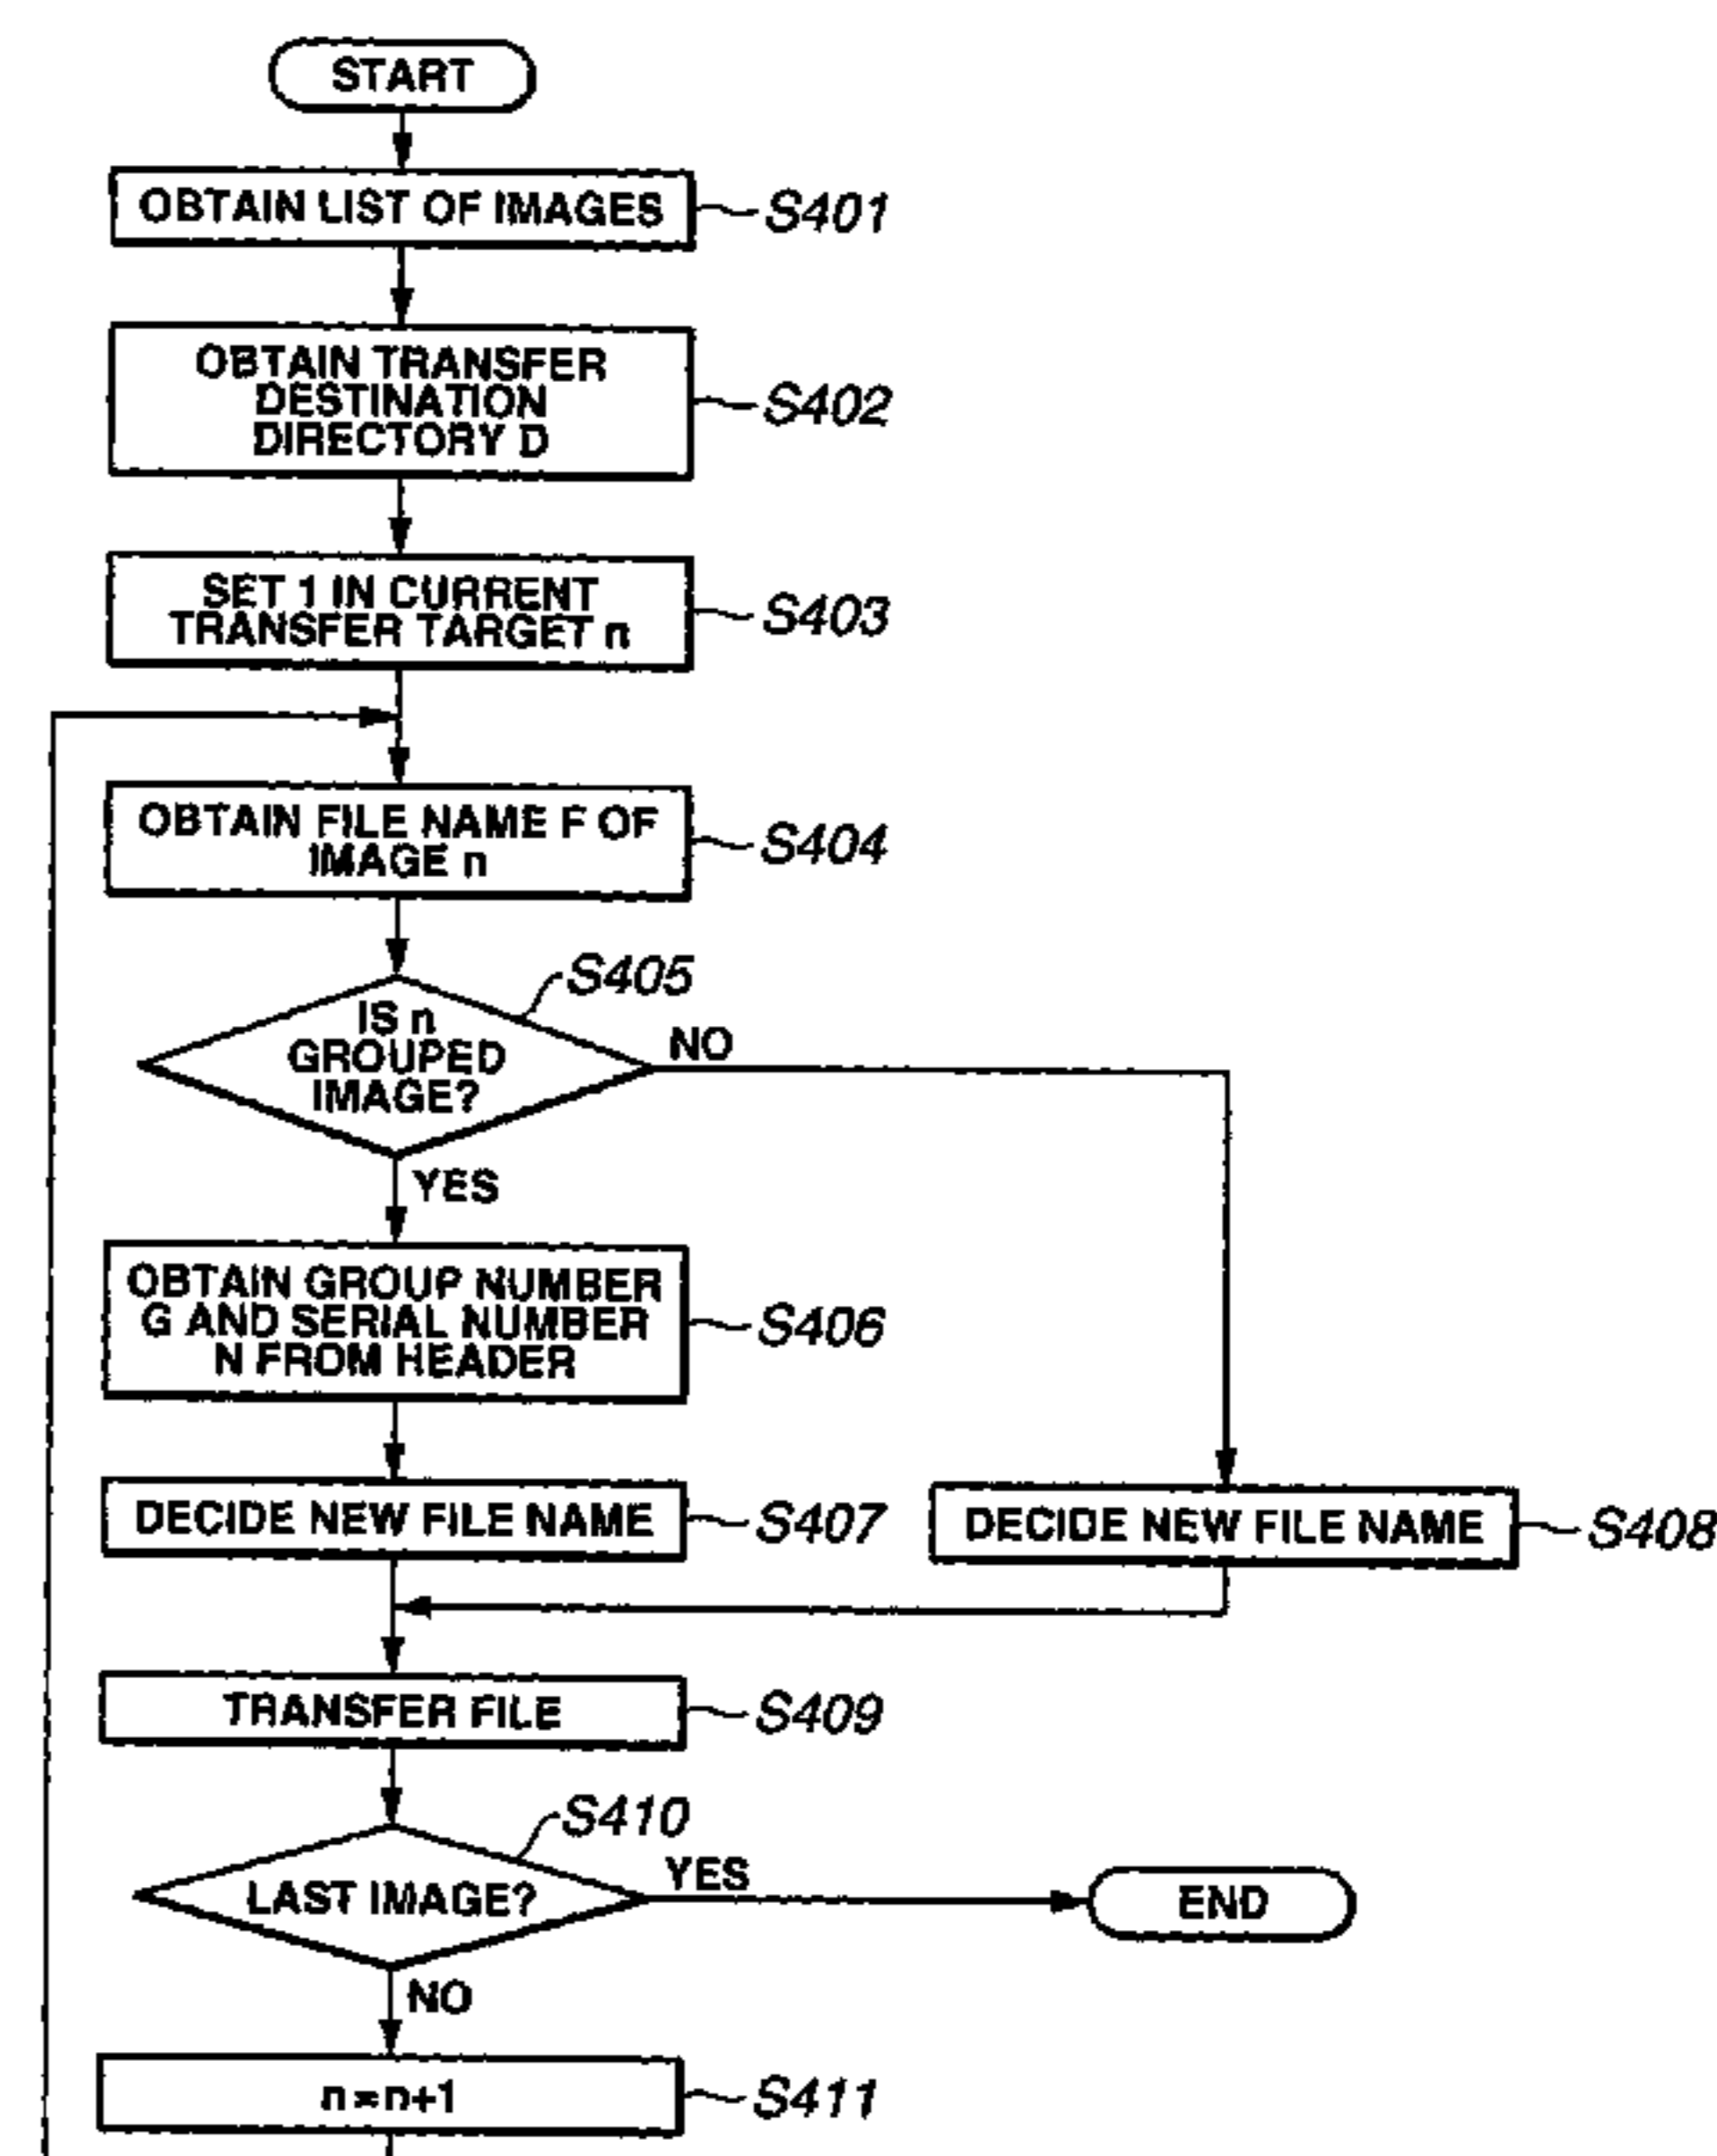 START
OBTAIN LIST OF IMAGES
S401
OBTAIN TRANSFER
DESTINATION
DIRECTORY D
S402
SET 1 IN CURRENT
TRANSFER TARGET n
S403
OBTAIN FILE NAME F OF
IMAGE n
S404
S405
IS n
GROUPED
IMAGE?
NO
YES
OBTAIN GROUP NUMBER
G AND SERIAL NUMBER
N FROM HEADER
S406
DECIDE NEW FILE NAME
S407
DECIDE NEW FILE NAME
S408
TRANSFER FILE
S409
S410
LAST IMAGE?
YES
END
NO
n=n+1
S411